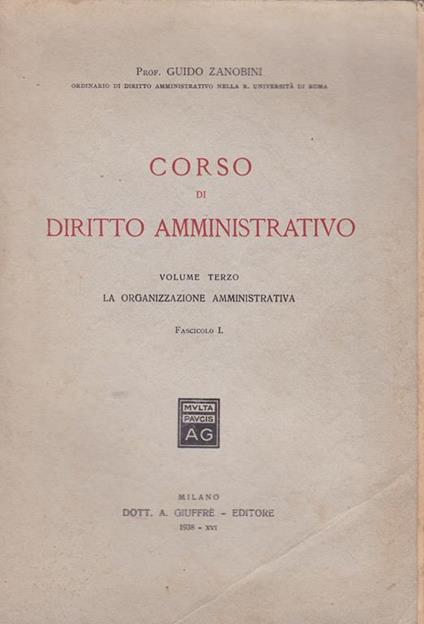 Prof. GUIDO ZANOBINI
ORDINARIO DI DIRITTO AMMINISTRATIVO NELLA R. UNIVERSITÀ DI ROMA
CORSO
DI
DIRITTO AMMINISTRATIVO
VOLUME TERZO
LA ORGANIZZAZIONE AMMINISTRATIVA
Fascicolo I.
MVLTA
PAVCIS
AG
MILANO
DOTT. A. GIUFFRÈ - EDITORE
1938 - XVI